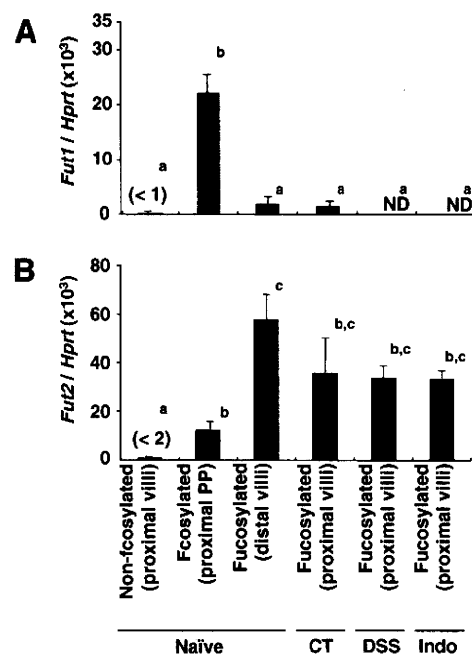 A
Fut1 / Hprt (x10³)
35
30
20
10
0
a
(< 1)
b
a
a
a
ND
a
ND
B
Fut2 / Hprt (x10³)
80
60
40
20
0
a
(< 2)
b
c
b,c
b,c
b,c
Non-fcosylated
(proximal villi)
Fcosylated
(proximal PP)
Fucosylated
(distal villi)
Fucosylated
(proximal villi)
Fucosylated
(proximal villi)
Fucosylated
(proximal villi)
Naïve
CT
DSS
Indo